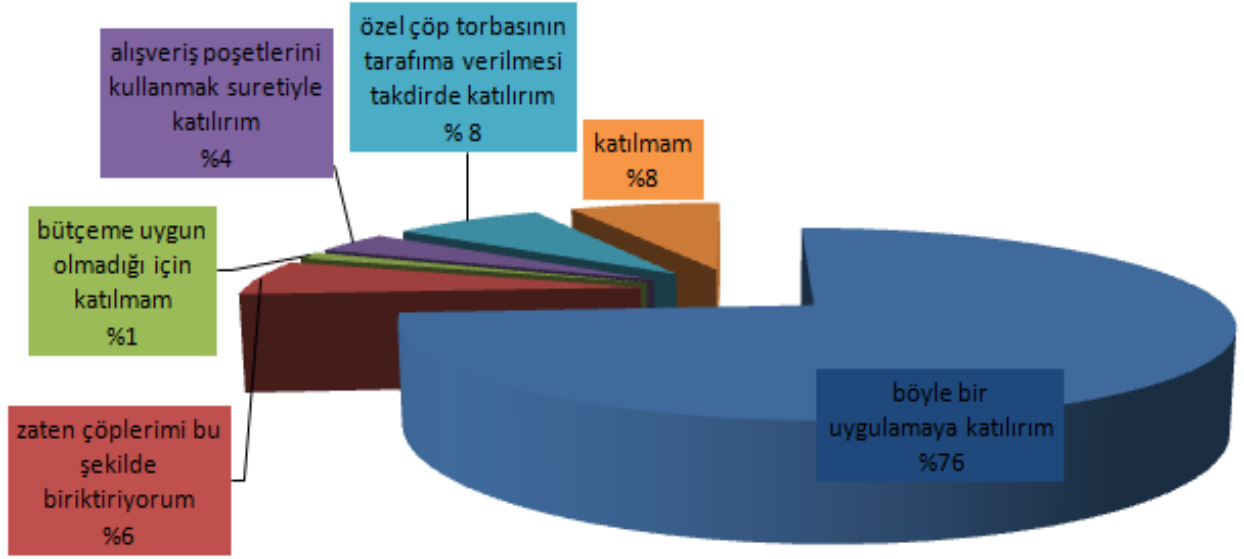 alışveriş poşetlerini
kullanmak suretiyle
katılırım
%4
özel çöp torbasının
tarafıma verilmesi
takdirde katılırım
% 8
katılmam
%8
bütçeme uygun
olmadığı için
katılmam
%1
zaten çöplerimi bu
şekilde
biriktiriyorum
%6
böyle bir
uygulamaya katılırım
%76